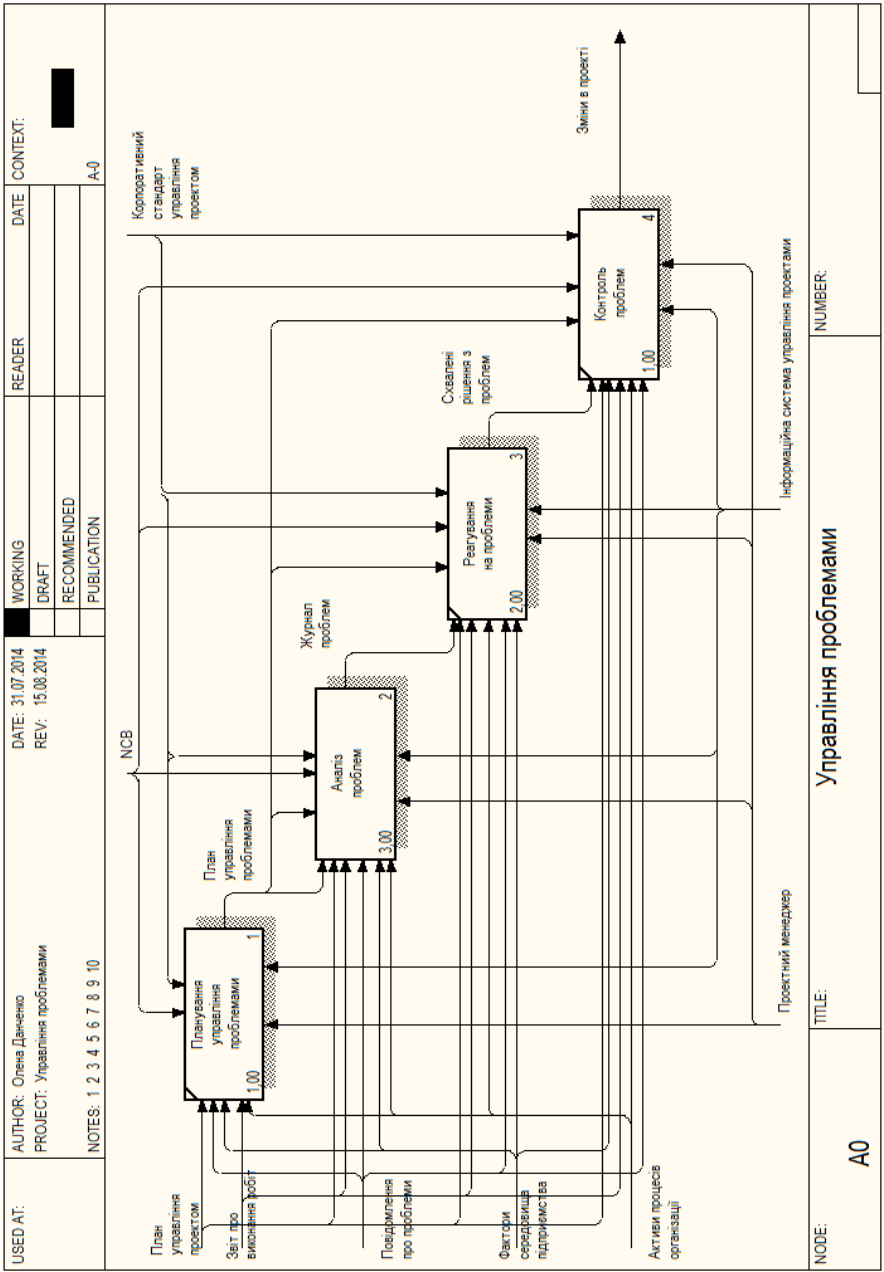 USED AT:
AUTHOR: Олена Данченко
PROJECT: Управління проблемами
NOTES: 1 2 3 4 5 6 7 8 9 10
DATE: 31.07.2014
REV: 15.08.2014
WORKING
DRAFT
RECOMMENDED
PUBLICATION
READER
DATE
CONTEXT:
A-0
NCB
Корпоративний
стандарт
управління
проектом
План
управління
проектом
Звіт про
виконання робіт
Повідомлення
про проблеми
Фактори
середовища
підприємства
Активи процесів
організації
Планування
управління
проблемами
1,00
1
План
управління
проблемами
Аналіз
проблем
3,00
2
Журнал
проблем
Реагування
на проблеми
2,00
3
Схвалені
рішення з
проблем
Контроль
проблем
1,00
4
Зміни в проекті
Проектний менеджер
Інформаційна система управління проектами
NODE:
A0
TITLE:
Управління проблемами
NUMBER: